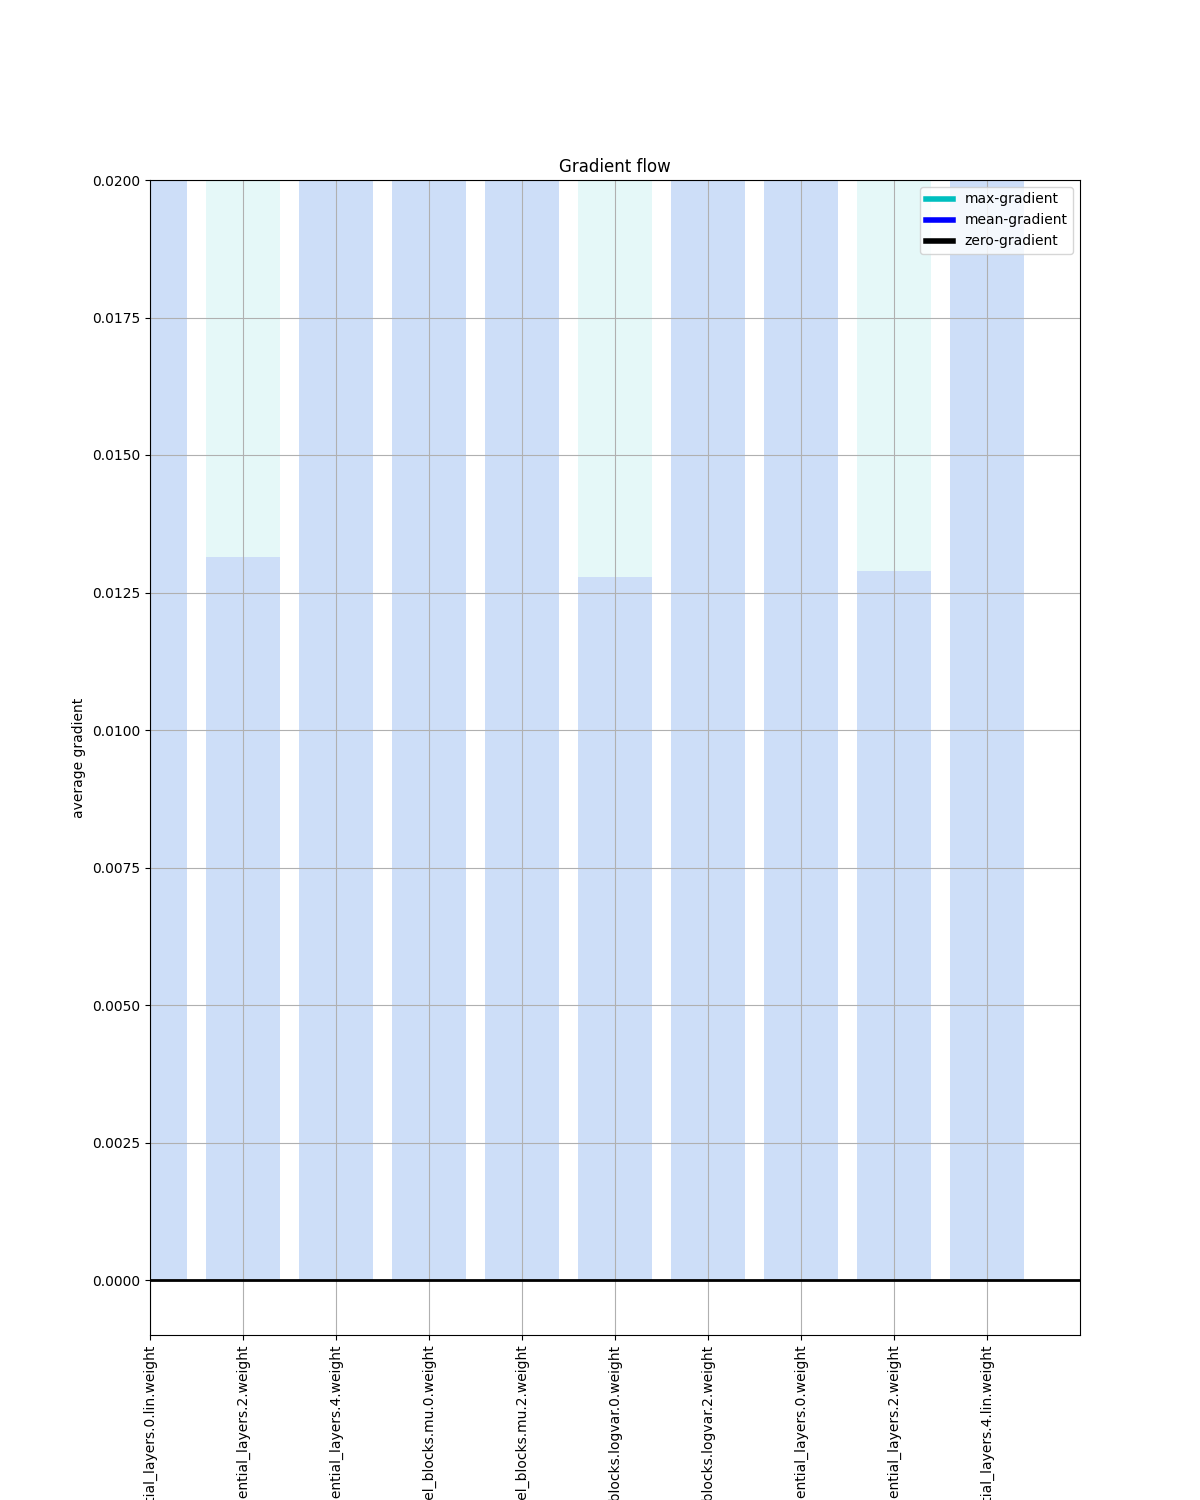 Gradient flow
max-gradient
mean-gradient
zero-gradient
0.0200
0.0175
0.0150
0.0125
0.0100
0.0075
0.0050
0.0025
0.0000
average gradient
tial_layers.0.lin.weight
ential_layers.2.weight
ential_layers.4.weight
el_blocks.mu.0.weight
el_blocks.mu.2.weight
blocks.logvar.0.weight
blocks.logvar.2.weight
ential_layers.0.weight
ential_layers.2.weight
tial_layers.4.lin.weight